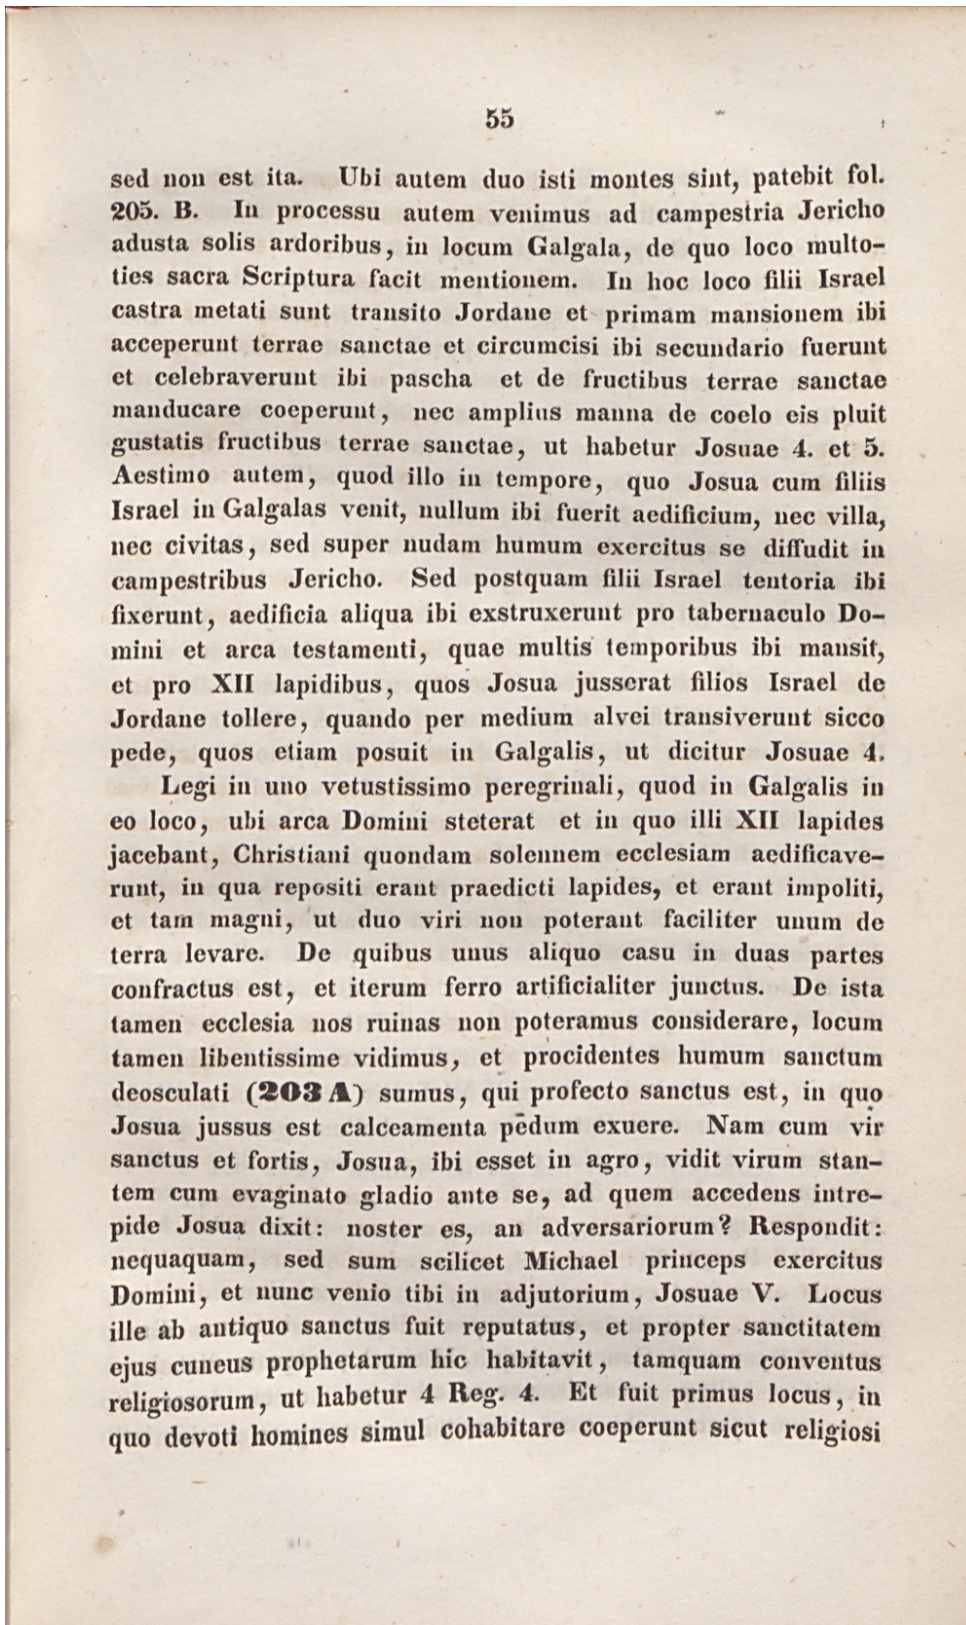 55
sed non est ita. Ubi autem duo isti montes sint, patebit fol.
205. B. In processu autem venimus ad campestria Jericho
adusta solis ardoribus, in locum Galgala, de quo loco multo-
ties sacra Scriptura facit mentionem. In hoc loco filii Israel
castra metati sunt transito Jordane et primam mansionem ibi
acceperunt terrae sanctae et circumcisi ibi secundario fuerunt
et celebraverunt ibi pascha et de fructibus terrae sanctae
manducare coeperunt, nec amplius manna de coelo eis pluit
gustatis fructibus terrae sanctae, ut habetur Josuae 4. et 5.
Aestimo autem, quod illo in tempore, quo Josua cum filiis
Israel in Galgalas venit, nullum ibi fuerit aedificium, nec villa,
nec civitas, sed super nudam humum exercitus se diffudit in
campestribus Jericho. Sed postquam filii Israel tentoria ibi
fixerunt, aedificia aliqua ibi exstruxerunt pro tabernaculo Do-
mini et arca testamenti, quae multis temporibus ibi mansit,
et pro XII lapidibus, quos Josua jusserat filios Israel de
Jordane tollere, quando per medium alvei transiverunt sicco
pede, quos etiam posuit in Galgalis, ut dicitur Josuae 4.
Legi in uno vetustissimo peregrinali, quod in Galgalis in
eo loco, ubi arca Domini steterat et in quo illi XII lapides
jacebant, Christiani quondam solennem ecclesiam aedificave-
runt, in qua repositi erant praedicti lapides, et erant impoliti,
et tam magni, ut duo viri non poterant faciliter unum de
terra levare. De quibus unus aliquo casu in duas partes
confractus est, et iterum ferro artificialiter junctus. De ista
tamen ecclesia nos ruinas non poteramus considerare, locum
tamen libentissime vidimus, et procidentes humum sanctum
deosculati (203 A) sumus, qui profecto sanctus est, in quo
Josua jussus est calceamenta pedum exuere. Nam cum vir
sanctus et fortis, Josua, ibi esset in agro, vidit virum stan-
tem cum evaginato gladio ante se, ad quem accedens intre-
pide Josua dixit: noster es, an adversariorum? Respondit:
nequaquam, sed sum scilicet Michael princeps exercitus
Domini, et nunc venio tibi in adjutorium, Josuae V. Locus
ille ab antiquo sanctus fuit reputatus, et propter sanctitatem
ejus cuneus prophetarum hic habitavit, tamquam conventus
religiosorum, ut habetur 4 Reg. 4. Et fuit primus locus, in
quo devoti homines simul cohabitare coeperunt sicut religiosi